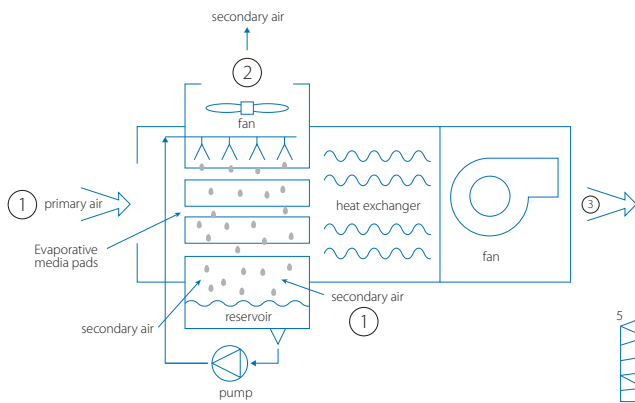 secondary air
2
fan
1
primary air
heat exchanger
3
fan
Evaporative
media pads
secondary air
secondary air
1
reservoir
5
pump